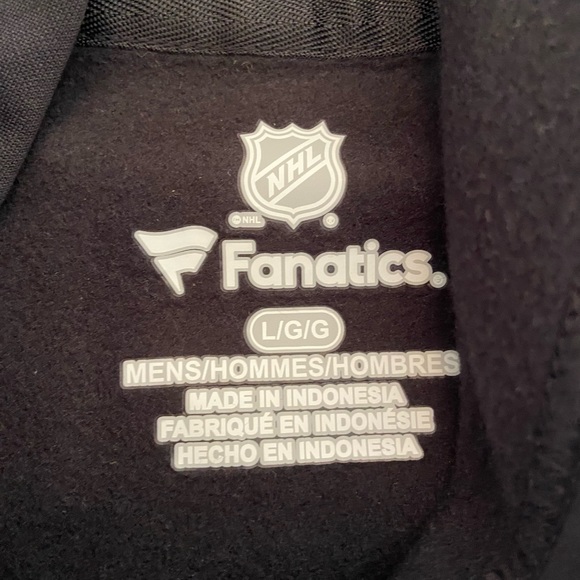 NHL
NHL
Fanatics.
L/G/G
MENS/HOMMES/HOMBRES
MADE IN INDONESIA
FABRIQUÉ EN INDONÉSIE
HECHO EN INDONESIA